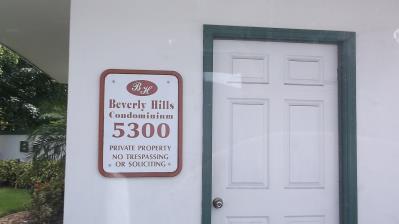 BH
Beverly Hills
Condominium
5300
PRIVATE PROPERTY
NO TRESPASSING
OR SOLICITING